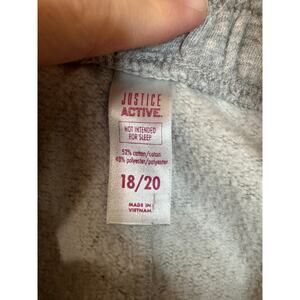 JUSTICE
ACTIVE.
NOT INTENDED
FOR SLEEP
52% cotton/coton
48% polyester/polyester
18/20
MADE IN
VIETNAM